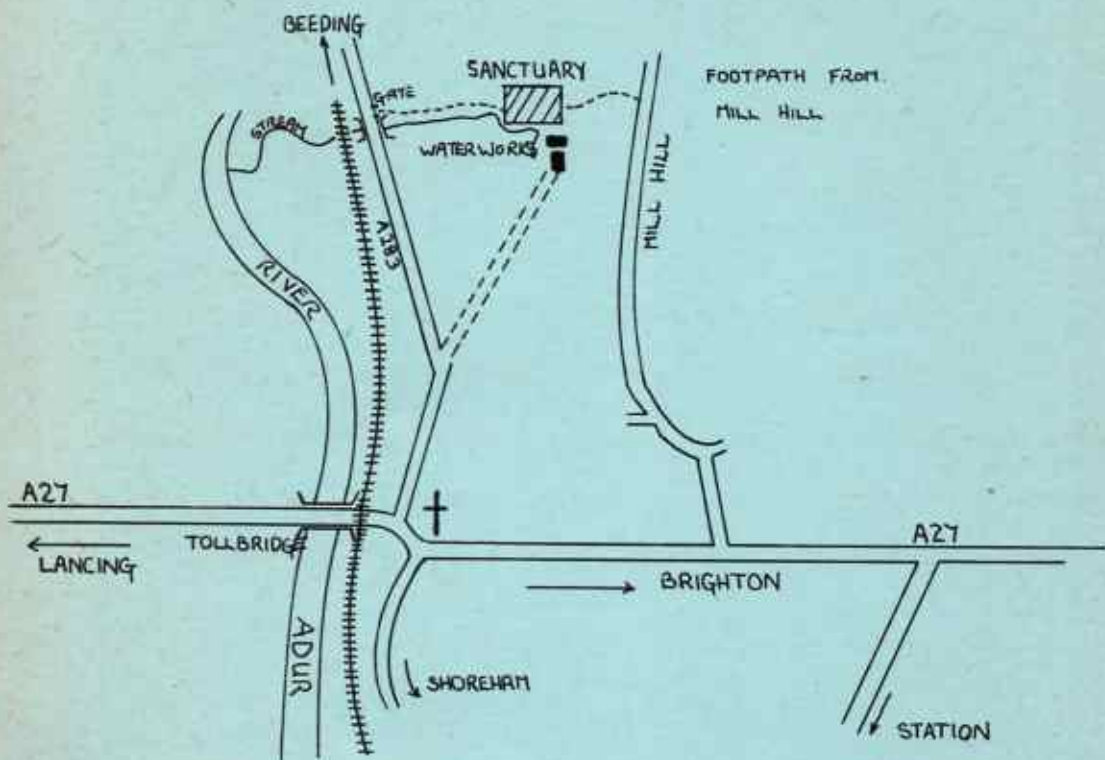 BEEDING
SANCTUARY
FOOTPATH FROM
MILL HILL
GATE
STREAM
WATERWORKS
MILL HILL
A283
RIVER
A27
TOLLBRIDGE
LANCING
A27
BRIGHTON
ADUR
SHOREHAM
STATION